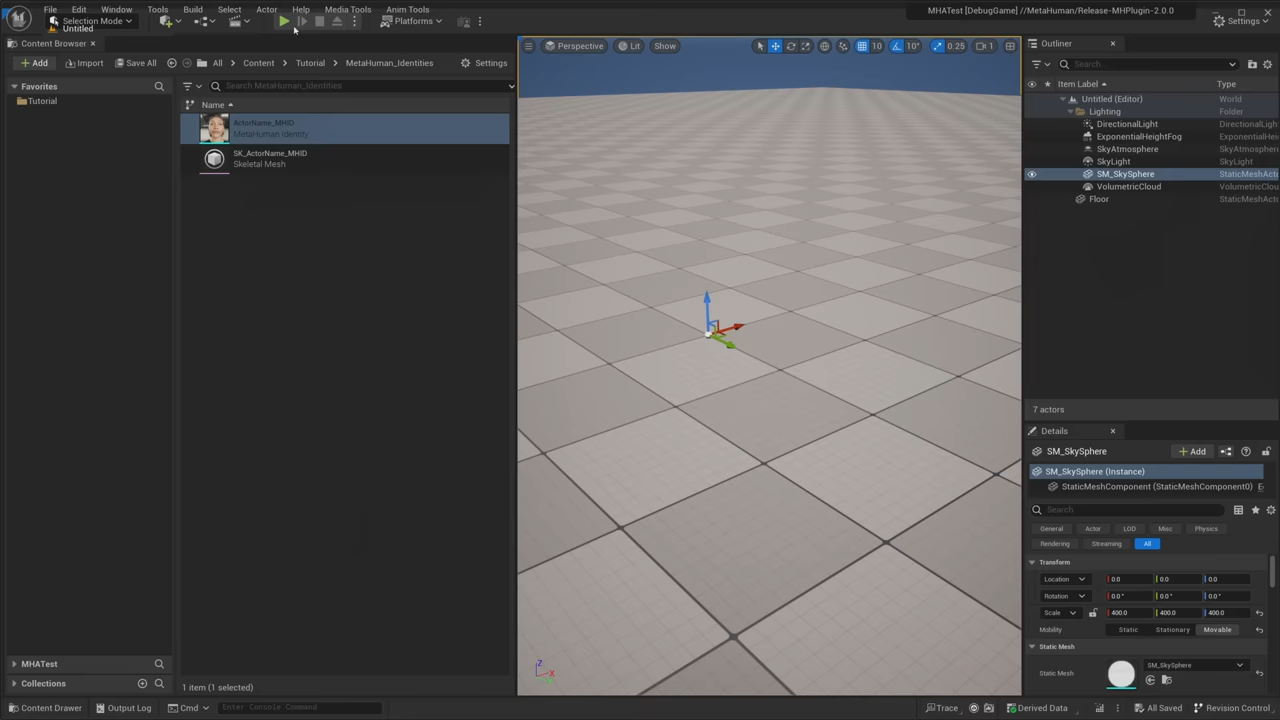 File Edit Window Tools Build Select Actor Help Media Tools Anim Tools
MHATest [DebugGame] //MetaHuman/Release-MHPlugin-2.0.0
Selection Mode
Platforms
Settings
Untitled
Content Browser
Perspective Lit Show
10 10° 0.25 1
Outliner
Add Import Save All All Content Tutorial MetaHuman_Identities Settings
Search...
Favorites
Search MetaHuman_Identities
Item Label Type
Tutorial
Name
Untitled (Editor) World
Lighting Folder
ActorName_MHID
MetaHuman Identity
DirectionalLight DirectionalLight
ExponentialHeightFog ExponentialHeig
SkyAtmosphere SkyAtmosphere
SK_ActorName_MHID
Skeletal Mesh
SkyLight SkyLight
SM_SkySphere StaticMeshActo
VolumetricCloud VolumetricClou
Floor StaticMeshActo
7 actors
Details
SM_SkySphere Add
SM_SkySphere (Instance)
StaticMeshComponent (StaticMeshComponent0) E
Search
General Actor LOD Misc Physics
Rendering Streaming All
Transform
Location 0.0 0.0 0.0
Rotation 0.0 ° 0.0 ° 0.0 °
Scale 400.0 400.0 400.0
Mobility Static Stationary Movable
Static Mesh
Static Mesh SM_SkySphere
Z
X
MHATest
Collections
1 item (1 selected)
Content Drawer Output Log Cmd Enter Console Command
Trace Derived Data All Saved Revision Control